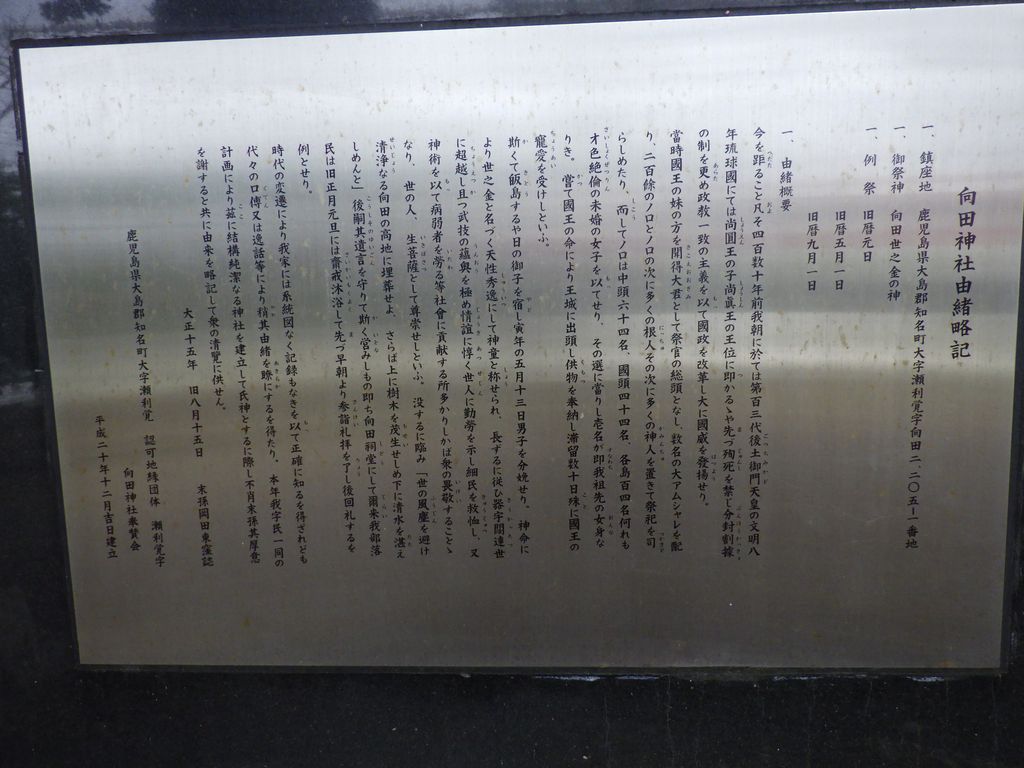 向田神社由緒略記
一、鎮座地　鹿児島県大島郡知名町大字瀬利覚字向田二、二〇五ー一番地
一、御祭神　向田世之金の神
一、例　祭　旧暦元日
旧暦五月一日
旧暦九月一日
一、由緒概要
今を距ること凡そ四百数十年前我朝に於ては第百三代後土御門天皇の文明八
年琉球國にては尚圓王の子尚真王の王位に即かるゝや先づ殉死を禁じ分封割據
の制を更め政教一致の主義を以て國政を改革し大に國威を發揚せり。
當時國王の妹の方を聞得大君として祭官の総頭となし、数名の大アムシャレを配
り、二百餘のノロとノロの次に多くの根人その次に多くの神人を置きて祭祀を司
らしめたり、而してノロは中頭六十四名、國頭四十四名、各島百四名何れも
才色絶倫の未婚の女子を以てせり、その選に當りし壱名が即我祖先の女身な
りき。嘗て國王の命により王城に出頭し供物を奉納し滞留数十日殊に國王の
寵愛を受けしといふ。
斯くて飯島するや日の御子を宿し寅年の五月十三日男子を分娩せり。神命に
より世之金と名づく天性秀逸にして神童と称せられ、長ずるに従ひ器宇闊達世
に超越し且つ武技の蘊奥を極め情誼に惇く世人に勤勞を示し細民を救恤し、又
神術を以て病弱者を勞る等社會に貢献する所多かりしかば衆の畏敬することゝ
なり、世の人、生菩薩として尊崇せしといふ。没するに臨み「世の風塵を避け
清浄なる向田の高地に埋葬せよ、さらば上に樹木を茂生せしめ下に清水を湛え
しめんと」後嗣其遺言を守りて斯く営みしもの即ち向田祠堂にして爾来我部落
民は旧正月元旦には齋戒沐浴して先づ早朝より参詣礼拝を了し後回礼するを
例とせり。
時代の変遷により我家には系統図なく記録もなきを以て正確に知るを得ざれども
代々の口傳又は逸話等により稍其由緒を瞭にするを得たり、本年我字民一同の
計画により茲に結構純潔なる神社を建立して氏神とするに際し不肖末孫其厚意
を謝すると共に由来を略記して衆の清覧に供せん。
大正十五年　旧八月十五日　末孫岡田東窪誌
鹿児島県大島郡知名町大字瀬利覚　認可地縁団体　瀬利覚字
向田神社奉賛会
平成二十年十二月吉日建立